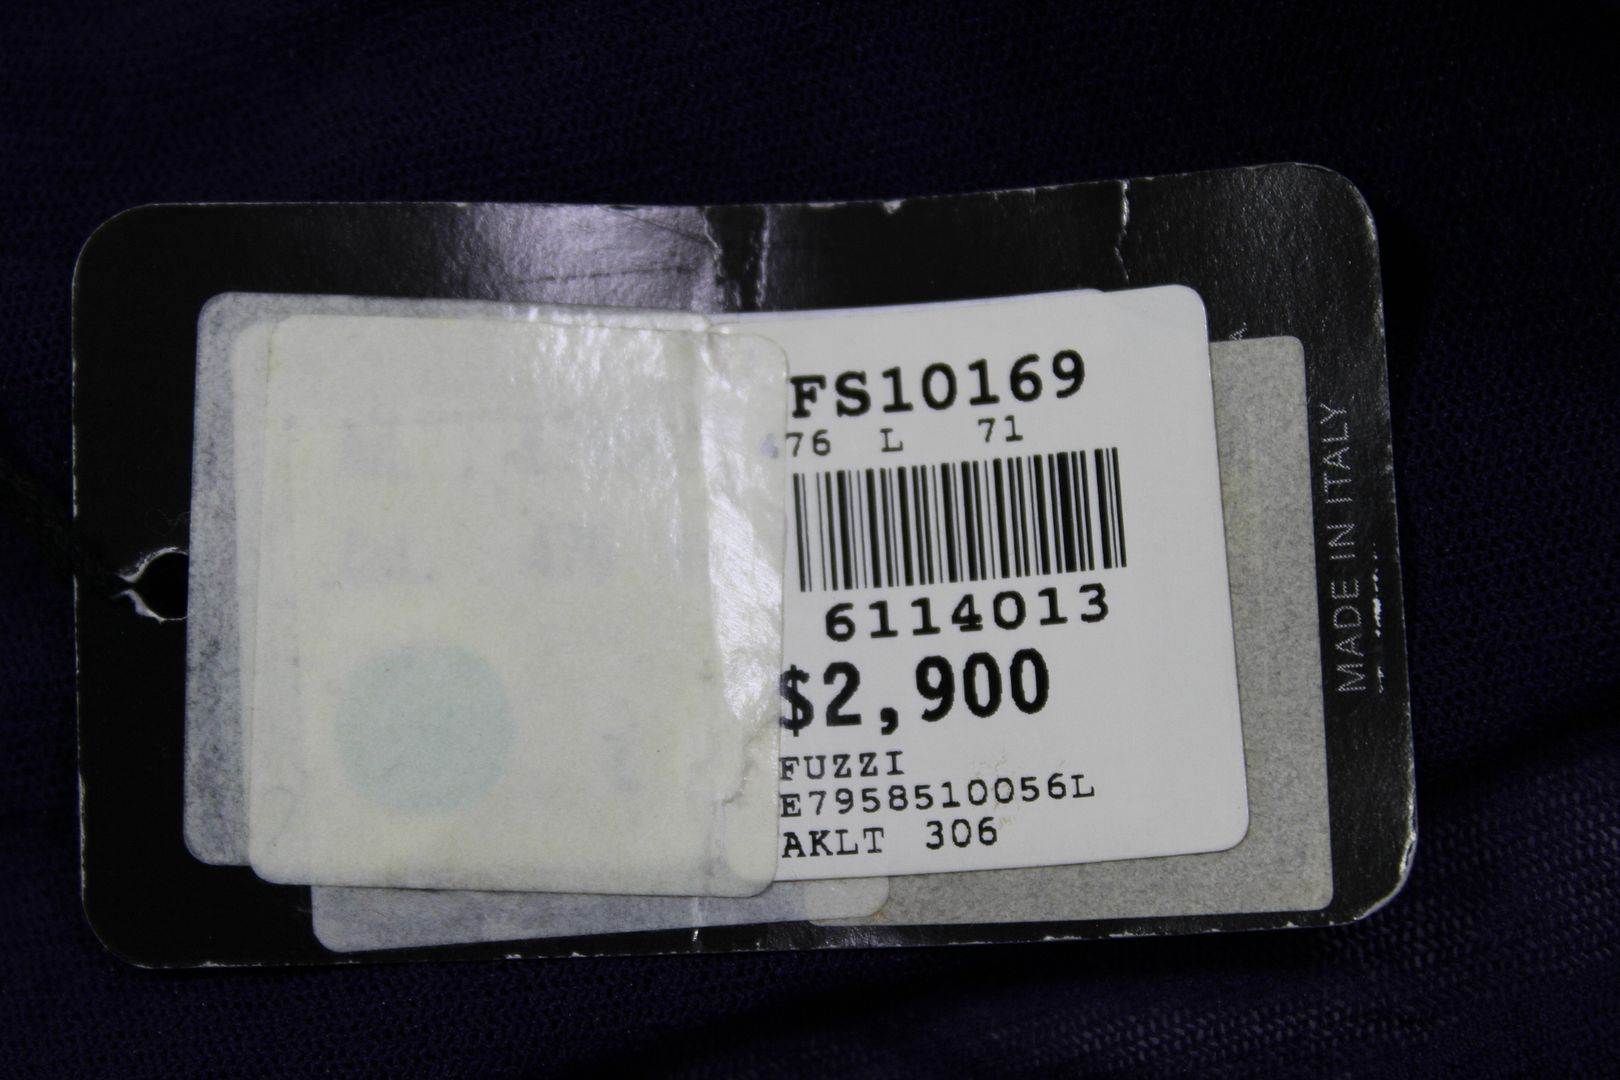 FS10169
76 L 71
6114013
$2,900
FUZZI
E7958510056L
AKLT 306
MADE IN ITALY